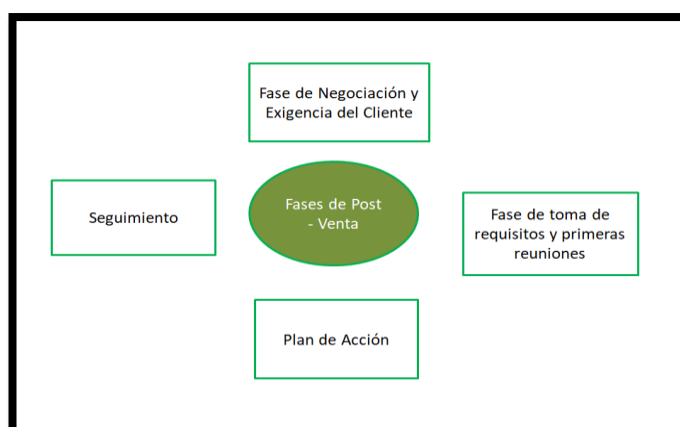 Fase de Negociación y
Exigencia del Cliente
Seguimiento
Fases de Post
- Venta
Fase de toma de
requisitos y primeras
reuniones
Plan de Acción